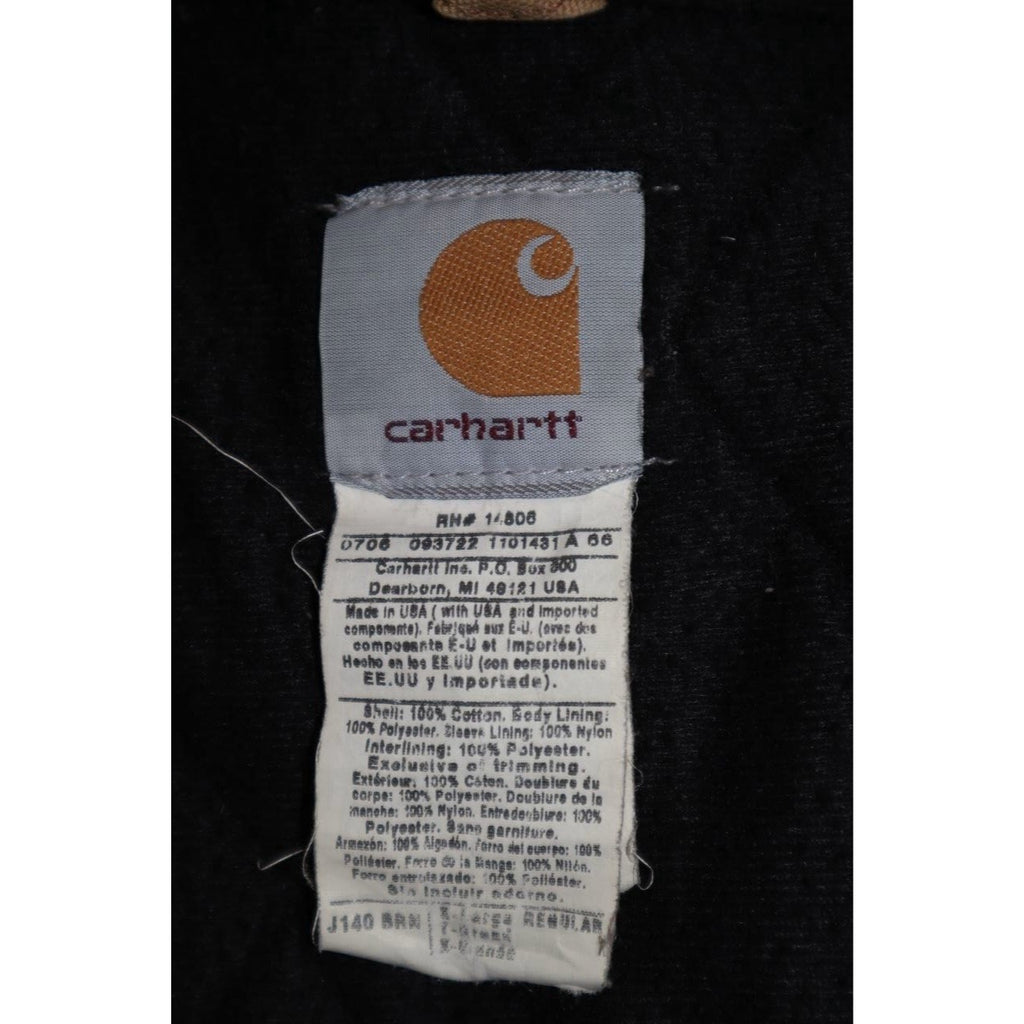 carhartt
RN# 14806
0706 093722 1101431 A 66
Carhartt Inc. P.O. Box 600
Dearborn, MI 48121 USA
Made in USA ( with USA and Imported
components). Fabriqué aux É-U. (avec des
composants É-U et Importés).
Hecho en los EE.UU (con componentes
EE.UU y Importade).
Shell: 100% Cotton. Body Lining:
100% Polyester. Sleeve Lining: 100% Nylon
Interlining: 100% Polyester.
Exclusive of trimming.
Extérieur: 100% Coton. Doublure du
corps: 100% Polyester. Doublure de la
manche: 100% Nylon. Entredoublure: 100%
Polyester. Sans garniture.
Armazón: 100% Algodón. Forro del cuerpo: 100%
Poliéster. Forro de la Manga: 100% Nilón.
Forro entrelazado: 100% Poliéster.
Sin incluir adorno.
J140 BRN X-Large REGULAR
T-Grand
X-Grande